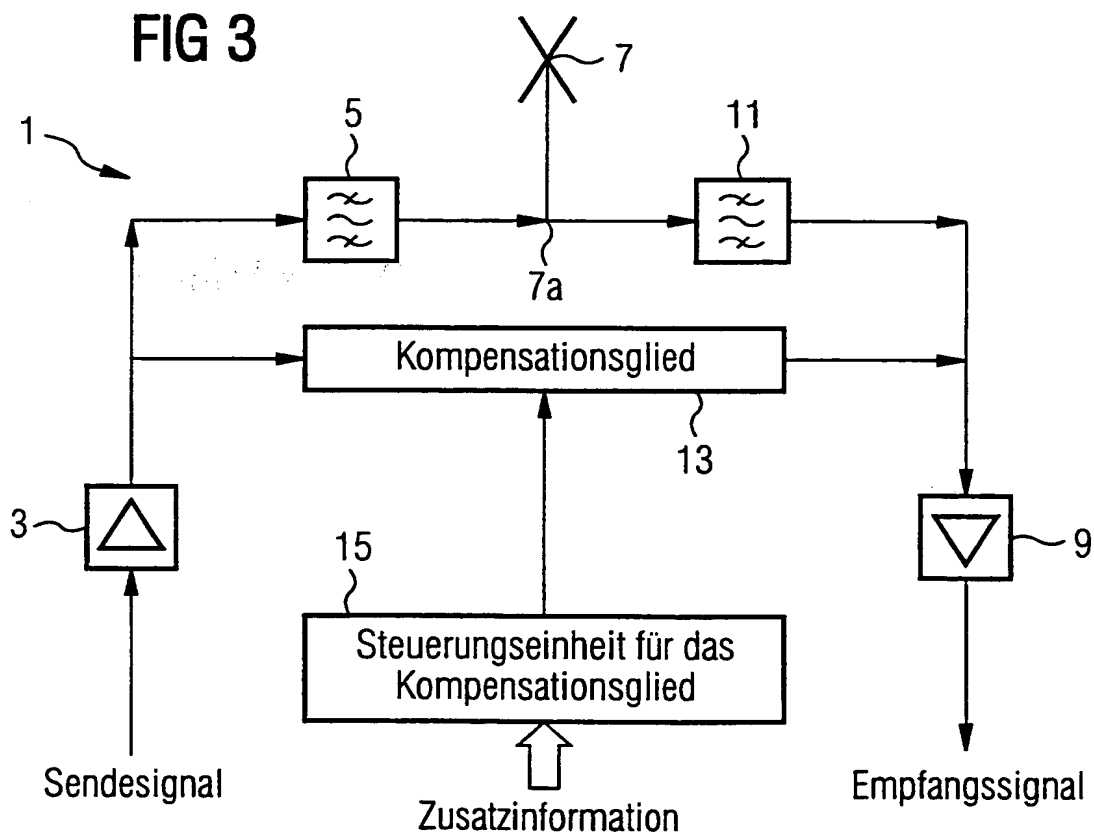 FIG 3
7
5
11
1
7a
Kompensationsglied
13
3
9
15
Steuerungseinheit für das
Kompensationsglied
Sendesignal
Empfangssignal
Zusatzinformation